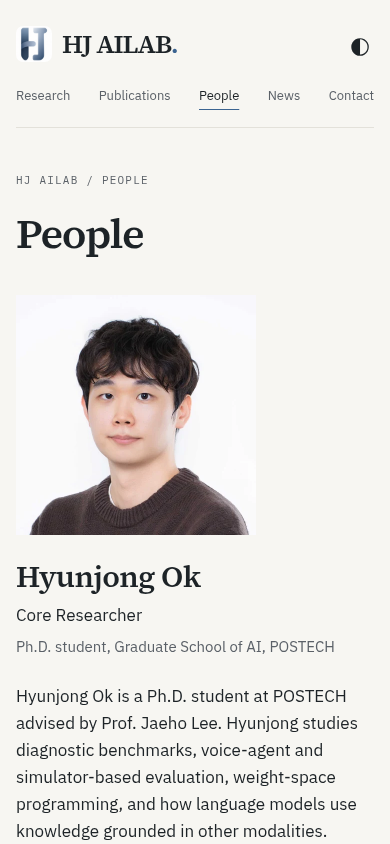 HJ AILAB.
Research Publications People News Contact
HJ AILAB / PEOPLE
People
Hyunjong Ok
Core Researcher
Ph.D. student, Graduate School of AI, POSTECH
Hyunjong Ok is a Ph.D. student at POSTECH
advised by Prof. Jaeho Lee. Hyunjong studies
diagnostic benchmarks, voice-agent and
simulator-based evaluation, weight-space
programming, and how language models use
knowledge grounded in other modalities.